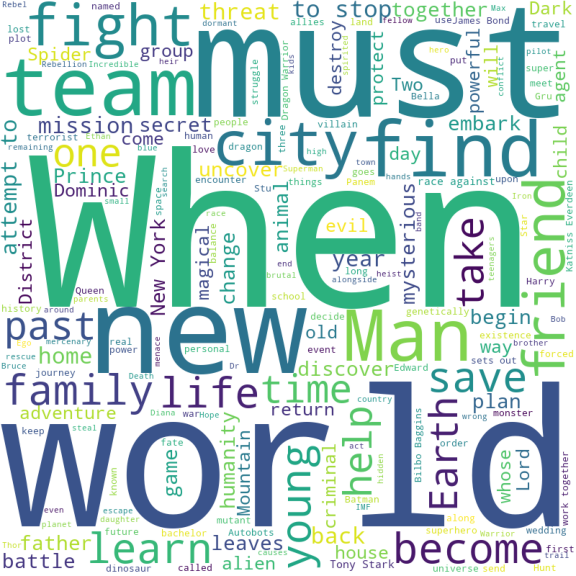 Rebel
named
fight
threat
to stop
together
James Bond
Max
Dark
lost
plot
Rebellion
Incredible
dormant
allies
land
fellow
use
travel
Spider
group
team
must
heir
struggle
kids
Dragon Warrior
three
destroy
spirited
protect
hero
Two
Bella
powerful
put
conflict
will
super
meet
Gru
pilot
agent
attempt to
mission
secret
people
villain
terrorist
Ethan
remaining
come
human
city
find
embark
child
one
blue
love
dragon
high
Superman
town
day
Prince
Dominic
uncover
encounter
Stu
things
goes
Panem
hands
race against
upon
small
space
search
When
animal
evil
mysterious
band
take
Iron
Star
teenagers
friend
Katniss Everdeen
District
New York
magical
race
balance
change
end
brutal
year
long
heist
alongside
Harry
Queen
parents
school
genetically
history
around
past
new
Man
begin
existence
Bob
Ego
mercenary
menace
real
power
home
rescue
Bruce
journey
Death
personal
Dr
old
decide
event
discover
Edward
way
forced
brother
sets out
family
life
time
save
adventure
Diana
war
Hope
return
country
plan
wrong
monster
keep
steal
world
fate
game
humanity
Mountain
young
criminal
act
hidden
help
Batman
INF
Earth
Bilbo Baggins
order
whose
Lord
work together
known
even
Thor
planet
father
escape
daughter
future
learn
bachelor
mutant
leaves
Autobots
back
along
superhero
Warrior
wedding
battle
dinosaur
called
alien
causes
house
Tony Stark
become
universe
send
Hunt
first
trail